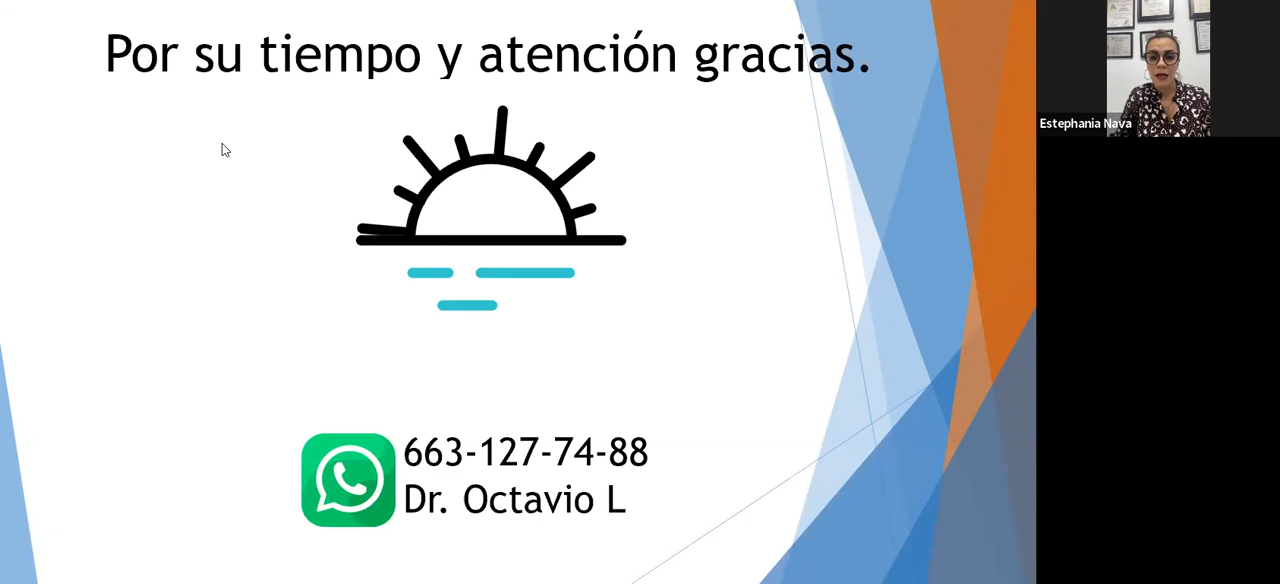 Por su tiempo y atención gracias.
Estephania Nava
663-127-74-88
Dr. Octavio L